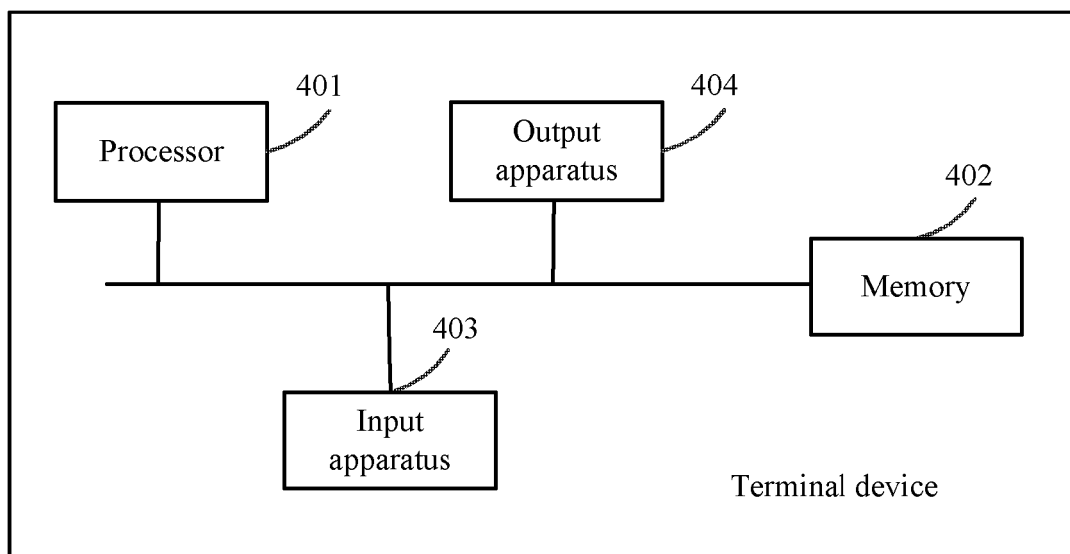 401
Processor
404
Output
apparatus
402
Memory
403
Input
apparatus
Terminal device